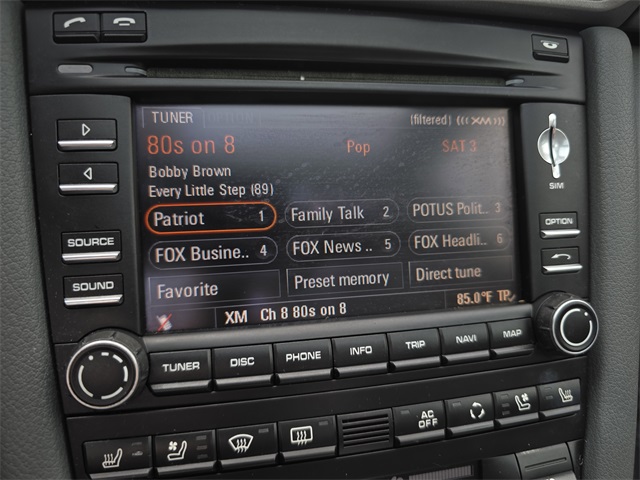 TUNER (filtered) ((( XM )))
80s on 8 Pop SAT 3
Bobby Brown
Every Little Step (89)
Patriot 1 Family Talk 2 POTUS Polit.. 3
FOX Busine.. 4 FOX News .. 5 FOX Headli.. 6
Favorite Preset memory Direct tune
XM Ch 8 80s on 8 85.0°F TP
SIM
SOURCE
SOUND
OPTION
TUNER DISC PHONE INFO TRIP NAVI MAP
AC OFF